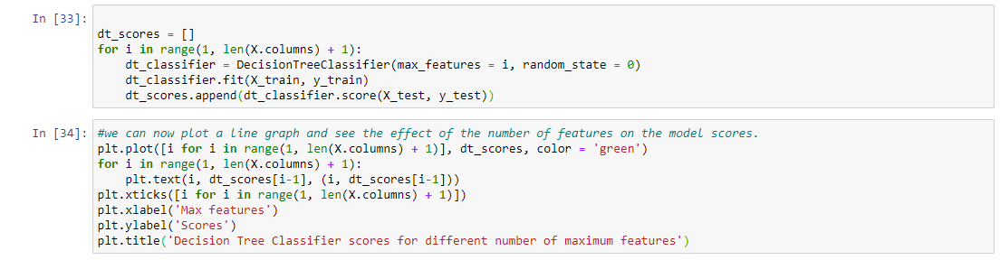 In [33]:
dt_scores = []
for i in range(1, len(X.columns) + 1):
    dt_classifier = DecisionTreeClassifier(max_features = i, random_state = 0)
    dt_classifier.fit(X_train, y_train)
    dt_scores.append(dt_classifier.score(X_test, y_test))
In [34]: #we can now plot a line graph and see the effect of the number of features on the model scores.
plt.plot([i for i in range(1, len(X.columns) + 1)], dt_scores, color = 'green')
for i in range(1, len(X.columns) + 1):
    plt.text(i, dt_scores[i-1], (i, dt_scores[i-1]))
plt.xticks([i for i in range(1, len(X.columns) + 1)])
plt.xlabel('Max features')
plt.ylabel('Scores')
plt.title('Decision Tree Classifier scores for different number of maximum features')